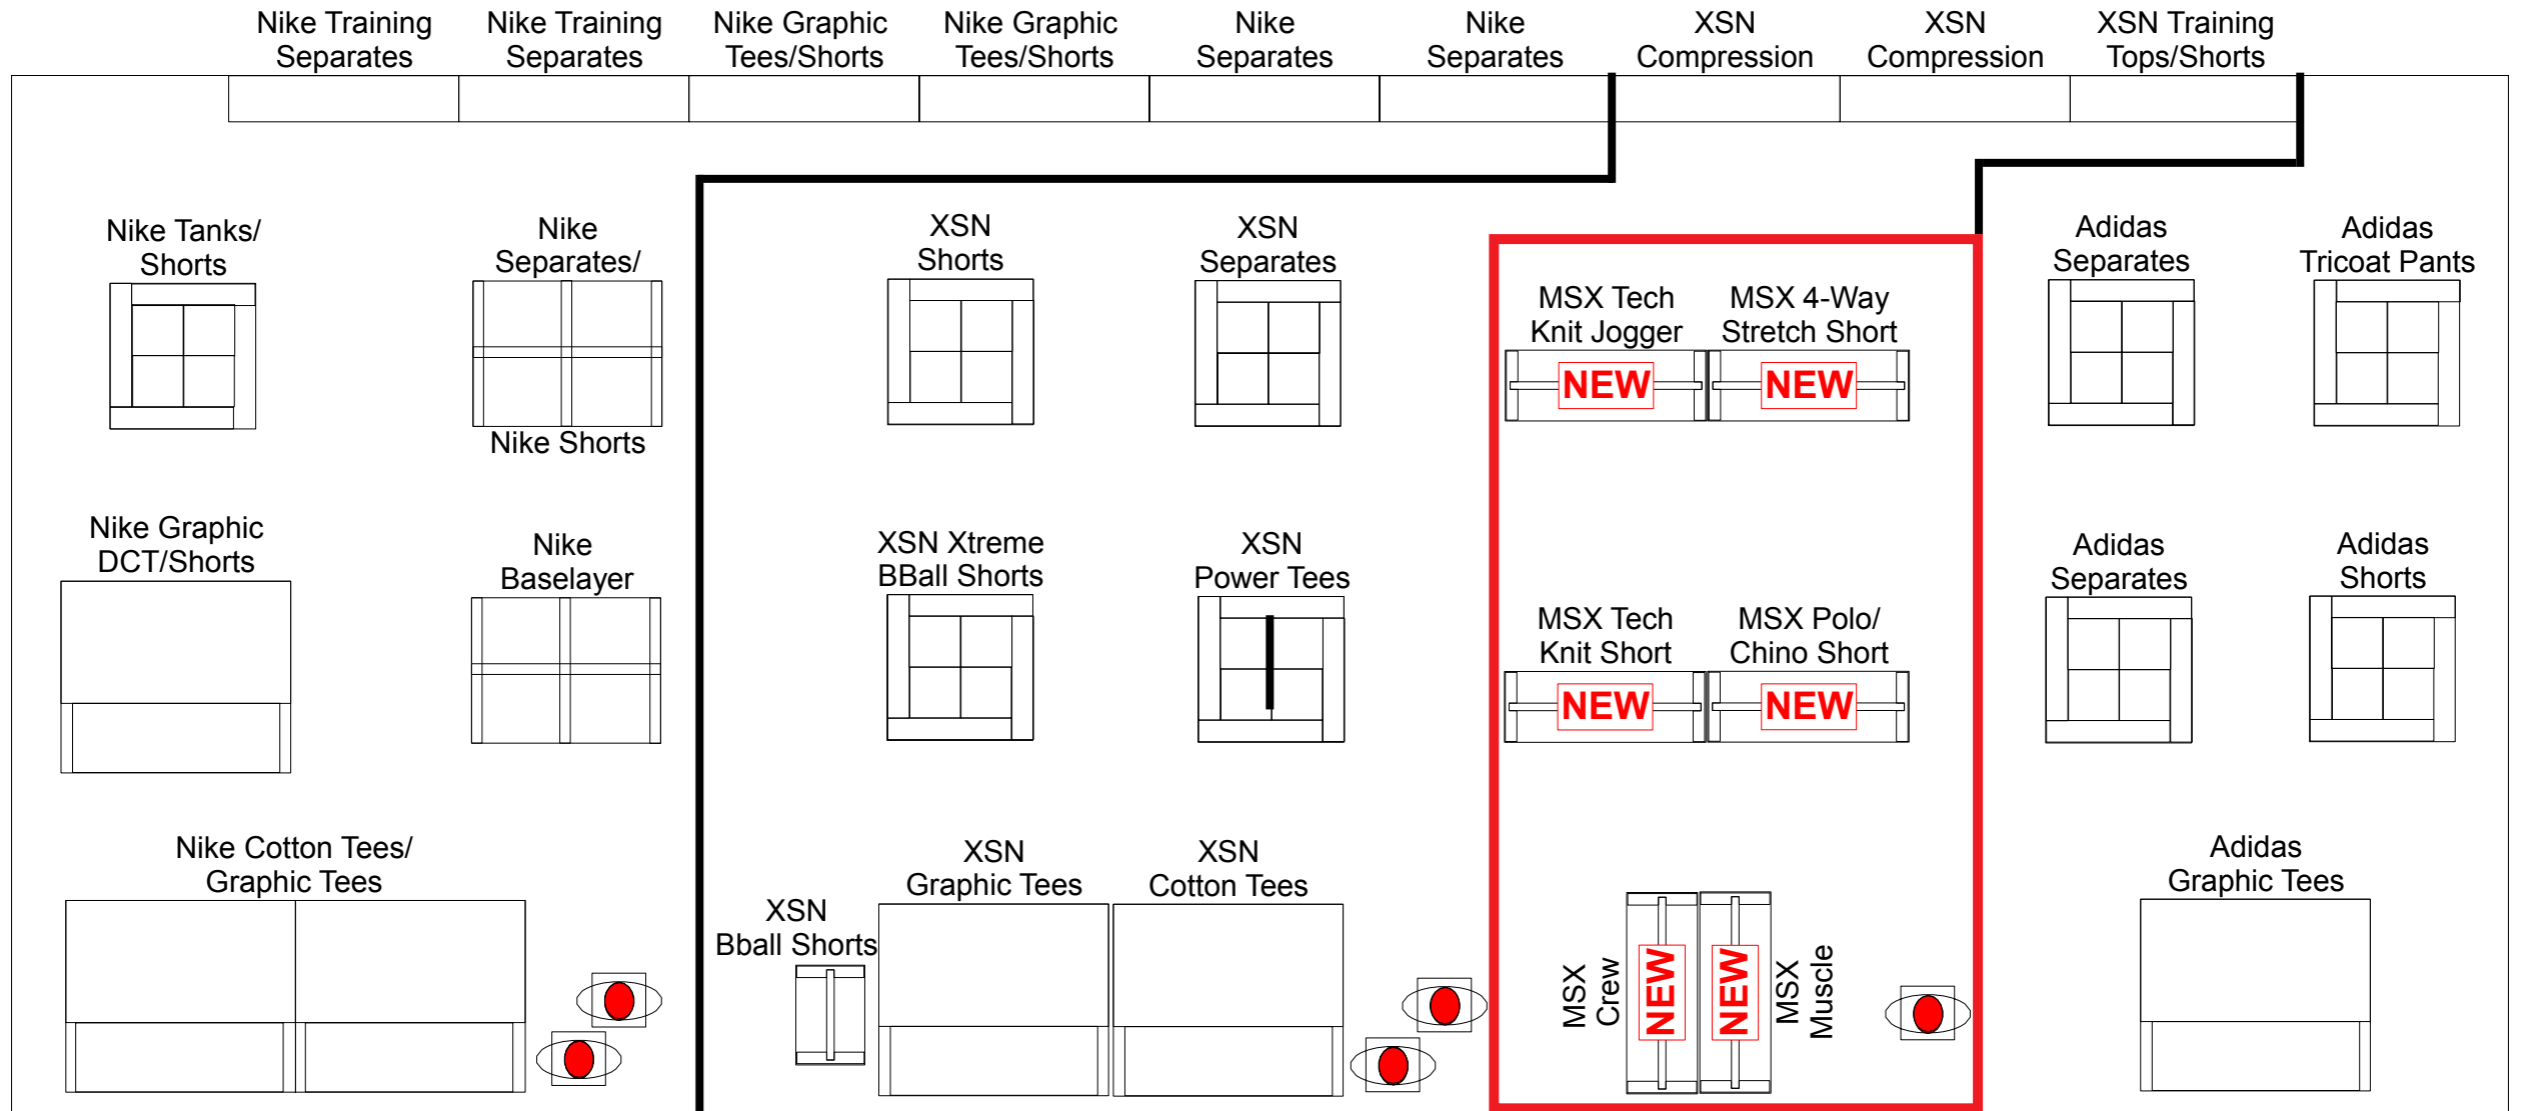 Nike Training
Separates
Nike Training
Separates
Nike Graphic
Tees/Shorts
Nike Graphic
Tees/Shorts
Nike
Separates
Nike
Separates
XSN
Compression
XSN
Compression
XSN Training
Tops/Shorts
Nike Tanks/
Shorts
Nike
Separates/
Nike Shorts
XSN
Shorts
XSN
Separates
MSX Tech
Knit Jogger
NEW
MSX 4-Way
Stretch Short
NEW
Adidas
Separates
Adidas
Tricoat Pants
Nike Graphic
DCT/Shorts
Nike
Baselayer
XSN Xtreme
BBall Shorts
XSN
Power Tees
MSX Tech
Knit Short
NEW
MSX Polo/
Chino Short
NEW
Adidas
Separates
Adidas
Shorts
Nike Cotton Tees/
Graphic Tees
XSN
Bball Shorts
XSN
Graphic Tees
XSN
Cotton Tees
MSX
Crew
NEW
NEW
MSX
Muscle
Adidas
Graphic Tees